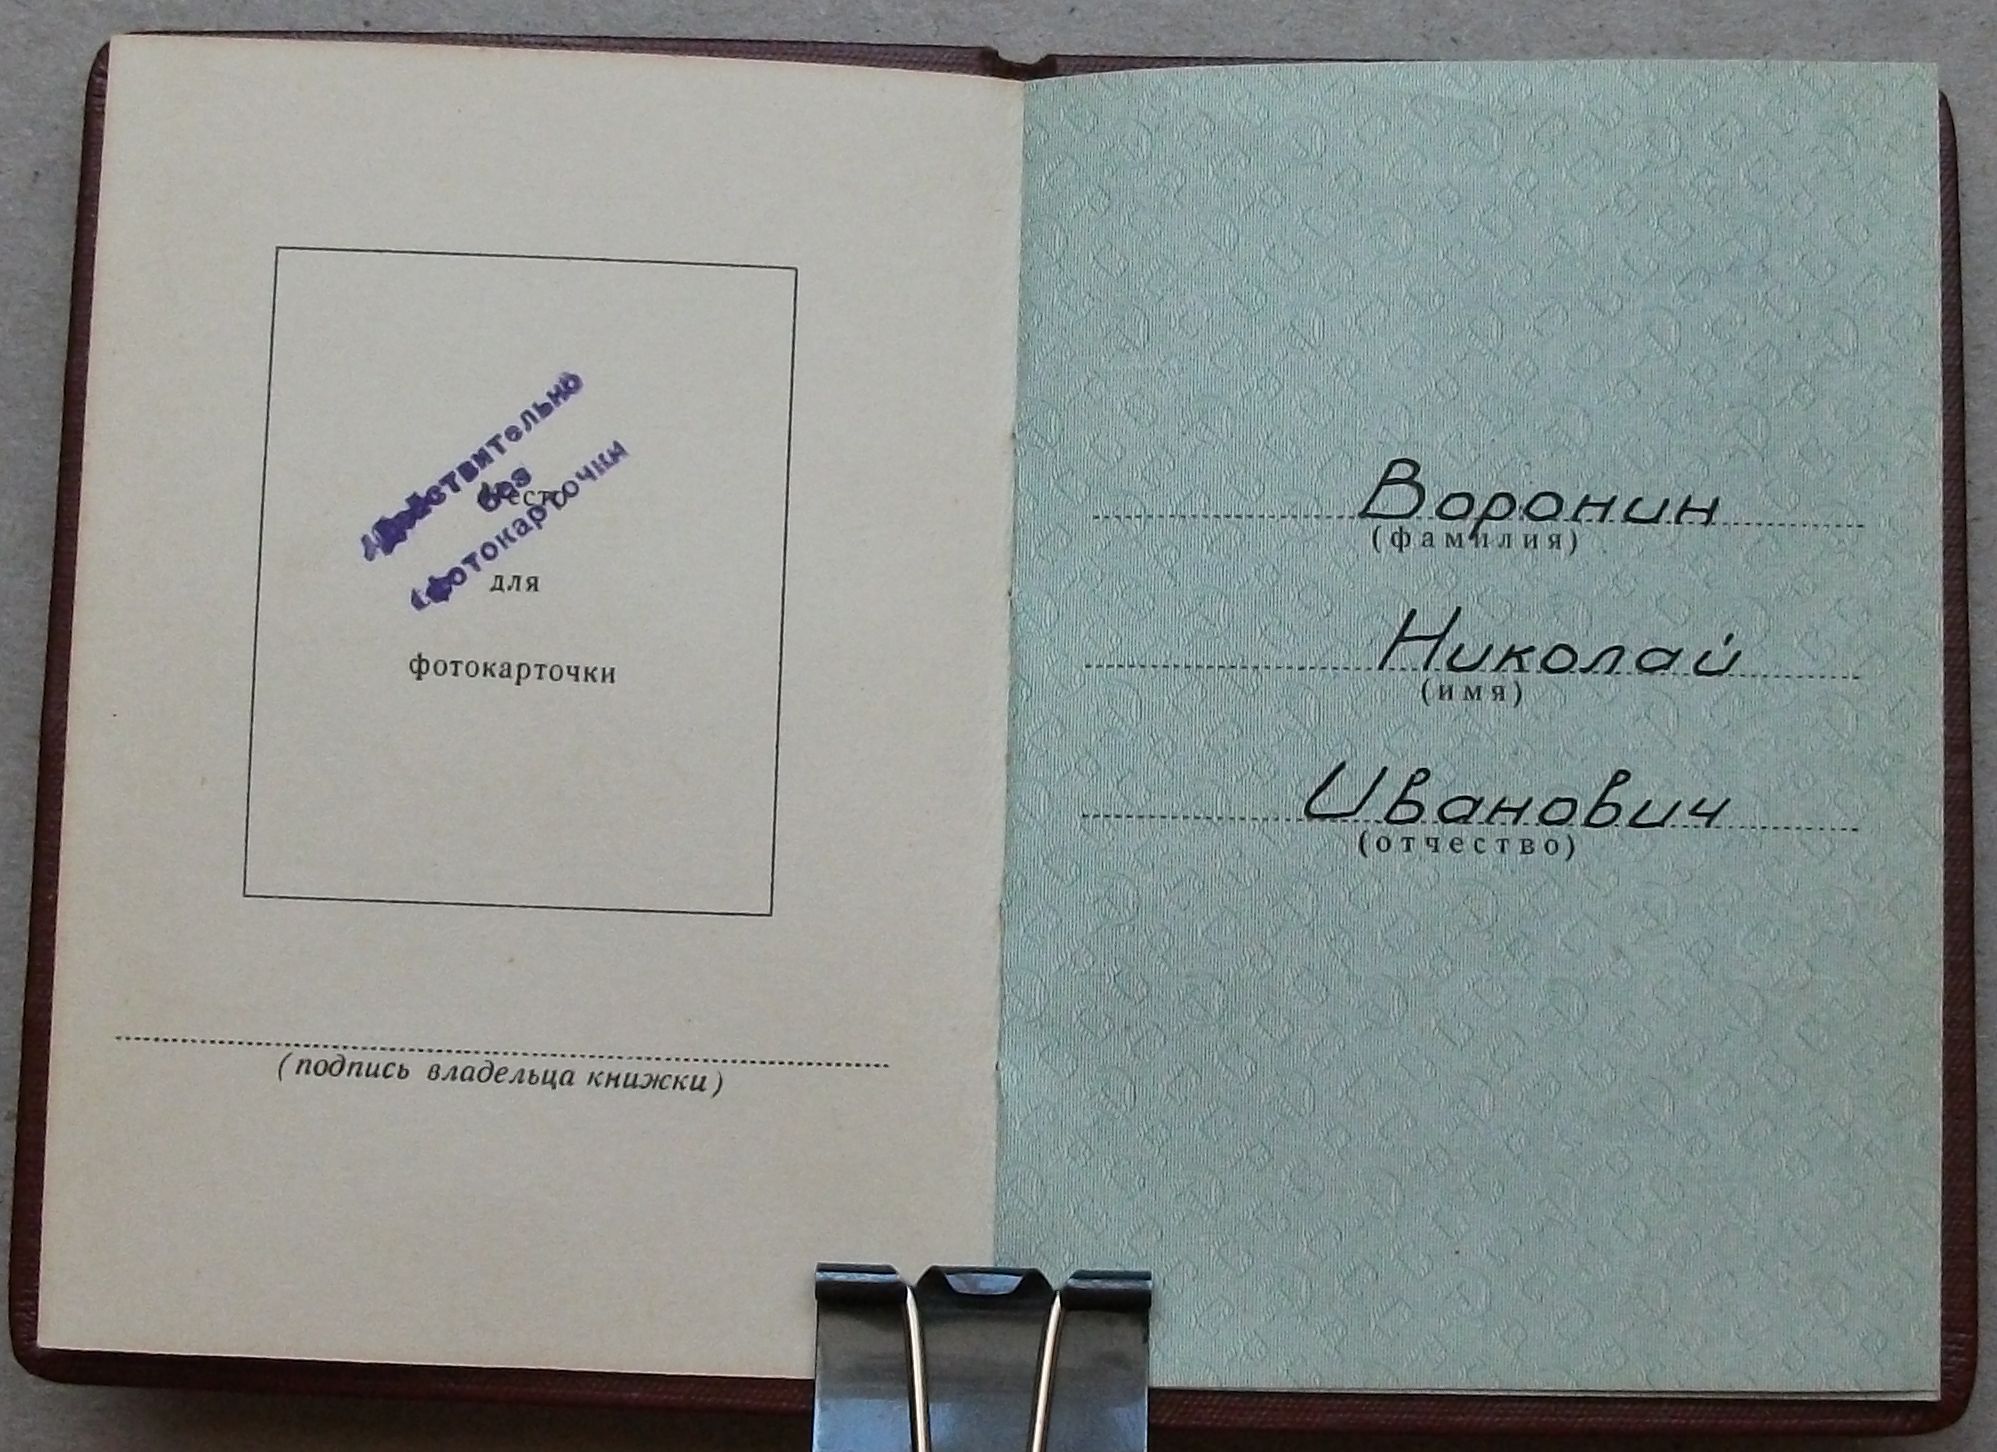 Действительно
без
фотокарточки
Место
для
фотокарточки
(подпись владельца книжки)
Воронин
(фамилия)
Николай
(имя)
Иванович
(отчество)